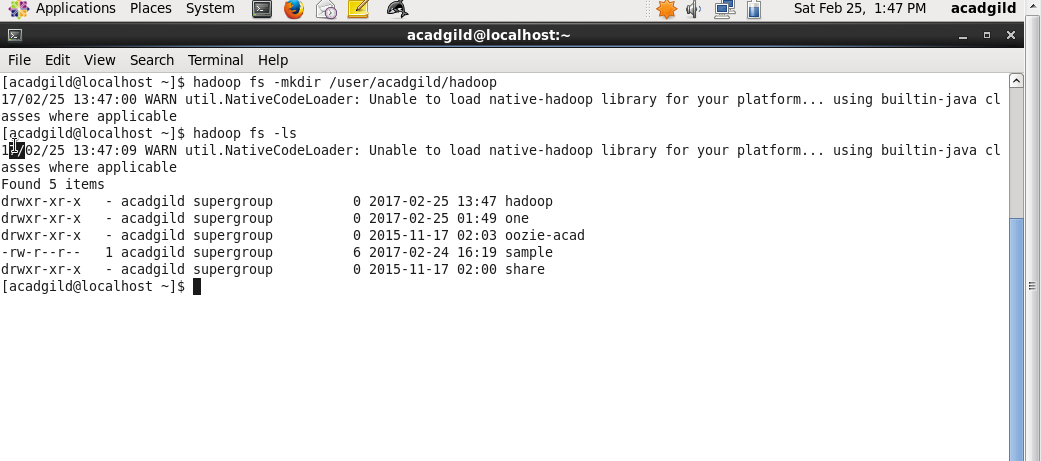 Applications Places System Sat Feb 25, 1:47 PM acadgild
acadgild@localhost:~
File Edit View Search Terminal Help
[acadgild@localhost ~]$ hadoop fs -mkdir /user/acadgild/hadoop
17/02/25 13:47:00 WARN util.NativeCodeLoader: Unable to load native-hadoop library for your platform... using builtin-java cl
asses where applicable
[acadgild@localhost ~]$ hadoop fs -ls
17/02/25 13:47:09 WARN util.NativeCodeLoader: Unable to load native-hadoop library for your platform... using builtin-java cl
asses where applicable
Found 5 items
drwxr-xr-x   - acadgild supergroup          0 2017-02-25 13:47 hadoop
drwxr-xr-x   - acadgild supergroup          0 2017-02-25 01:49 one
drwxr-xr-x   - acadgild supergroup          0 2015-11-17 02:03 oozie-acad
-rw-r--r--   1 acadgild supergroup          6 2017-02-24 16:19 sample
drwxr-xr-x   - acadgild supergroup          0 2015-11-17 02:00 share
[acadgild@localhost ~]$